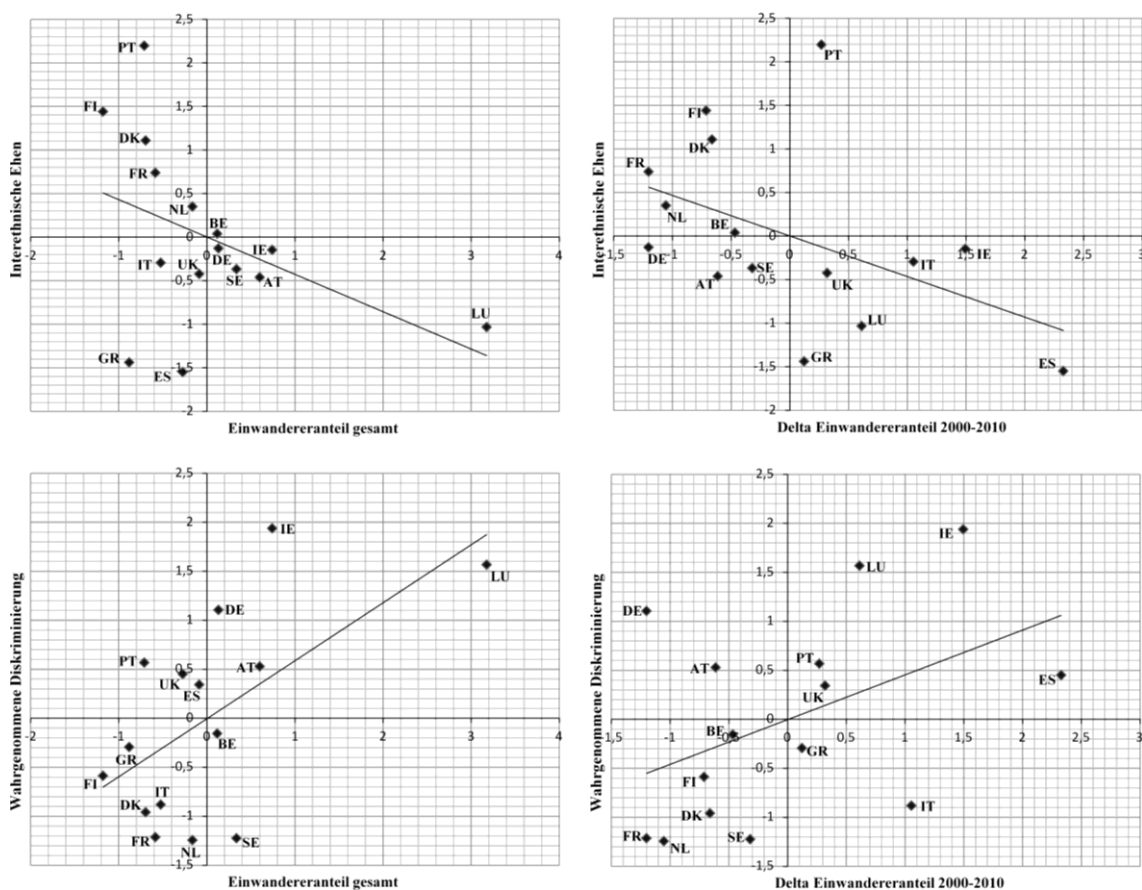 Interethnische Ehen
2,5
2
1,5
1
0,5
0
-0,5
-1
-1,5
-2
-2 -1 0 1 2 3 4
PT
FI
DK
FR
NL
BE
IE
DE
IT
UK
SE
AT
LU
GR
ES
Einwandereranteil gesamt
Interethnische Ehen
2,5
2
1,5
1
0,5
0
-0,5
-1
-1,5
-2
1,5 -1 -0,5 0 0,5 1 1,5 2 2,5 3
PT
FI
DK
FR
NL
BE
DE
SE
AT
IE
IT
UK
LU
GR
ES
Delta Einwandereranteil 2000-2010
Wahrgenommene Diskriminierung
2,5
2
1,5
1
0,5
0
-0,5
-1
-1,5
-2 -1 0 1 2 3 4
IE
LU
DE
PT
AT
UK
ES
BE
GR
FI
IT
DK
FR
NL
SE
Einwandereranteil gesamt
Wahrgenommene Diskriminierung
2,5
2
1,5
1
0,5
0
-0,5
-1
-1,5
1,5 -1 -0,5 0 0,5 1 1,5 2 2,5 3
IE
LU
DE
PT
AT
UK
ES
BE
GR
FI
IT
DK
FR
NL
SE
Delta Einwandereranteil 2000-2010